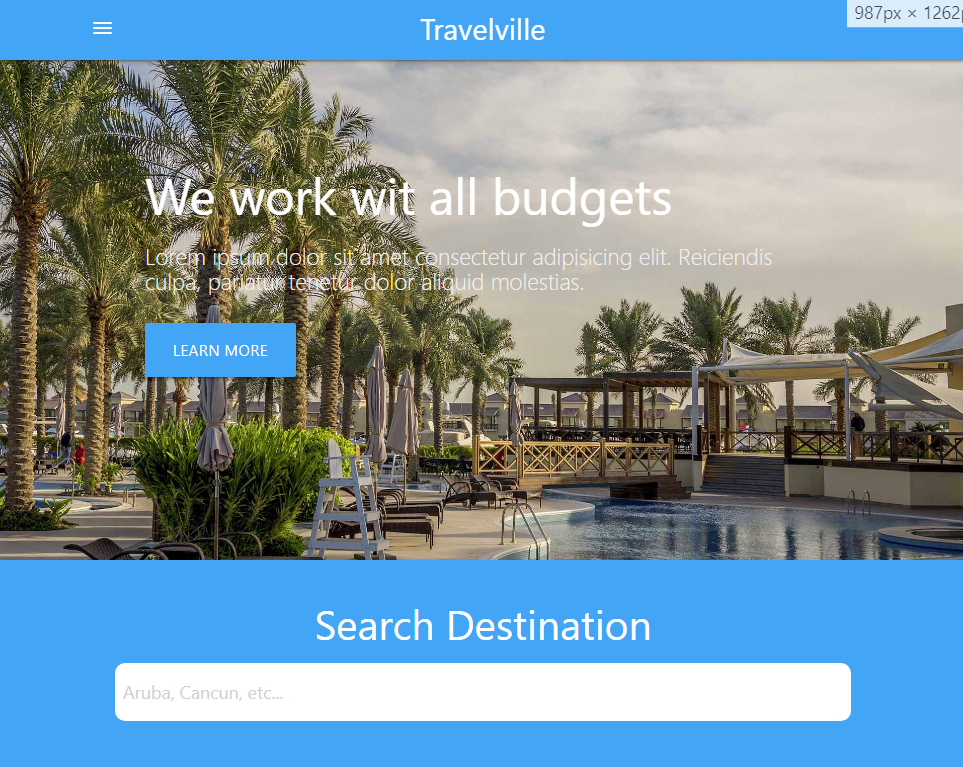 Travelville
987px × 1262p
We work wit all budgets
Lorem ipsum dolor sit amet consectetur adipisicing elit. Reiciendis
culpa, pariatur tenetur dolor aliquid molestias.
LEARN MORE
Search Destination
Aruba, Cancun, etc...